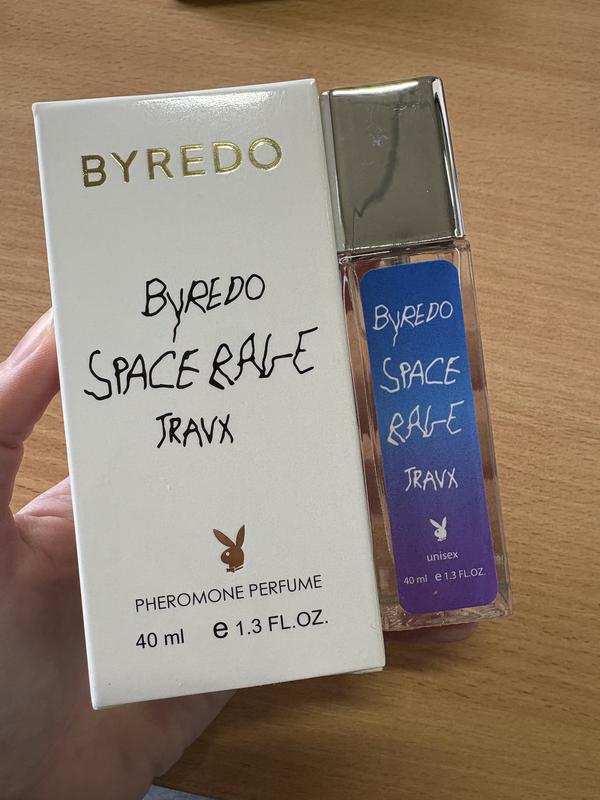 BYREDO
BYREDO
SPACE RAGE
TRAVX
PHEROMONE PERFUME
40 ml e 1.3 FL.OZ.
BYREDO
SPACE
RAGE
TRAVX
unisex
40 ml e 1.3 FL.OZ.